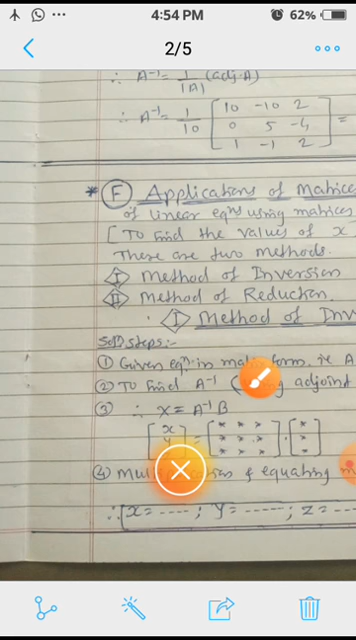 4:54 PM 62%
2/5
∴ A⁻¹ = 1/|A| (adj. A)
∴ A⁻¹ = 1/10 [ 10 -10 2
0 5 -4
1 -1 2 ] =
* (F) Applications of Matrices
of linear eqⁿˢ using matrices
[To find the values of x
There are two methods.
I Method of Inversion
II Method of Reduction.
I Method of Inv
Solⁿ steps:-
① Given eqⁿ in form. ie A
② To find A⁻¹ ( adjoint
③ ∴ X = A⁻¹ B
[ x
y
] = [ * * *
* * *
* * * ] . [ *
*
* ]
④ & equating
∴ x = ---- ; y = ----- ; z = ---